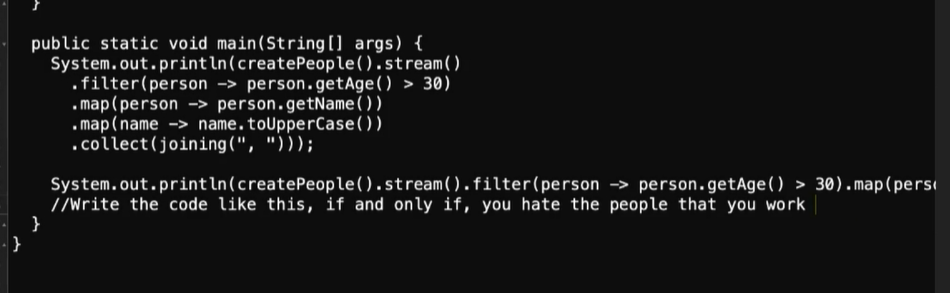 }
public static void main(String[] args) {
System.out.println(createPeople().stream()
.filter(person -> person.getAge() > 30)
.map(person -> person.getName())
.map(name -> name.toUpperCase())
.collect(joining(", ")));
System.out.println(createPeople().stream().filter(person -> person.getAge() > 30).map(pers
//Write the code like this, if and only if, you hate the people that you work
}
}